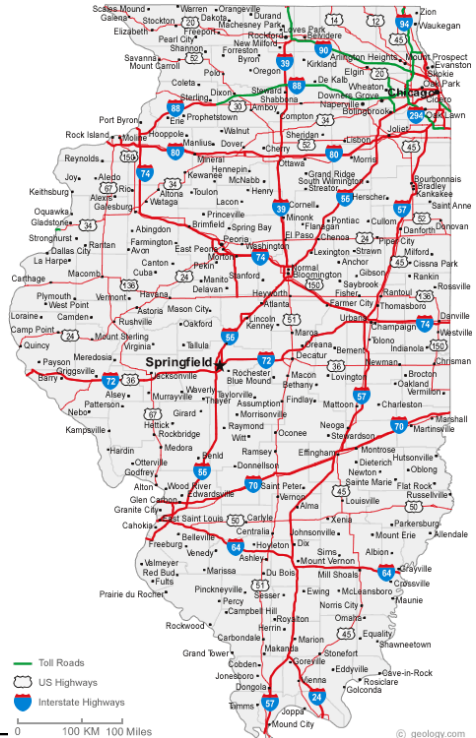 Scales Mound
Warren
Orangeville
Zion
Galena
Dakota
Durand
Waukegan
Stockton
Machesney Park
Elizabeth
Freeport
Loves Park
Pearl City
Rockford
Belvidere
Shannon
New Milford
Arlington Heights
Mount Prospect
Savanna
Forreston
Kirkland
Evanston
Mount Carroll
Byron
Elgin
Skokie
Polo
Oregon
De Kalb
Wheaton
Oak Park
Coleta
Steward
Chicago
Sterling
Dixon
Shabbona
Downers Grove
Cicero
Port Byron
Amboy
Naperville
Oak Lawn
Erie
Prophetstown
Compton
Bolingbrook
Rock Island
Hooppole
Walnut
Sheridan
Lisbon
Joliet
Moline
Manlius
Dover
Cherry
Reynolds
Mineral
Ottawa
Morris
Hennepin
Grand Ridge
Bourbonnais
Joy
Aledo
Kewanee
McNabb
South Wilmington
Bradley
Keithsburg
Rio
Altona
Toulon
Henry
Streator
Herscher
Kankakee
Alexis
Lacon
Cornell
Saint Anne
Oquawka
Galesburg
Wataga
Princeville
Minonk
Pontiac
Cullom
Donovan
Gladstone
Abingdon
Brimfield
Spring Bay
Flanagan
Danforth
Stronghurst
Raritan
Farmington
Peoria
El Paso
Chenoa
Piper City
Dallas City
Avon
East Peoria
Washington
Lexington
Strawn
Milford
La Harpe
Canton
Morton
Normal
Anchor
Cissna Park
Carthage
Macomb
Cuba
Pekin
Stanford
Bloomington
Gibson
Rankin
Manito
Saybrook
Plymouth
Vermont
Havana
Delavan
Heyworth
Fisher
Rantoul
Rossville
West Point
Astoria
Mason City
Atlanta
Farmer City
Thomasboro
Loraine
Camden
Rushville
Oakford
Lincoln
Urbana
Danville
Camp Point
Kenney
Maroa
Champaign
Westville
Quincy
Mount Sterling
Tallula
Oreana
Tolono
Indianola
Virginia
Decatur
Bement
Payson
Meredosia
Springfield
Newman
Chrisman
Griggsville
Rochester
Lovington
Brocton
Barry
Jacksonville
Blue Mound
Macon
Oakland
Alsey
Waverly
Taylorville
Bethany
Vermilion
Patterson
Murrayville
Thayer
Assumption
Findlay
Mattoon
Charleston
Nebo
Girard
Morrisonville
Marshall
Kampsville
Hettick
Raymond
Neoga
Martinsville
Rockbridge
Witt
Oconee
Stewardson
Hardin
Medora
Ramsey
Effingham
Montrose
Hutsonville
Otterville
Benld
Donnellson
Dieterich
Oblong
Godfrey
Newton
Alton
Wood River
Saint Peter
Sainte Marie
Flat Rock
Edwardsville
Vernon
Louisville
Russellville
Glen Carbon
Alma
Granite City
East Saint Louis
Carlyle
Xenia
Parkersburg
Cahokia
Centralia
Johnsonville
Mount Erie
Allendale
Belleville
Hoyleton
Dix
Freeburg
Venedy
Ashley
Sims
Albion
Valmeyer
Mount Vernon
Grayville
Red Bud
Marissa
Du Bois
Mill Shoals
Crossville
Fults
Pinckneyville
Sesser
Ewing
McLeansboro
Maunie
Prairie du Rocher
Percy
Norris City
Campbell Hill
Omaha
Rockwood
Royalton
Herrin
Equality
Carbondale
Marion
Shawneetown
Grand Tower
Makanda
Stonefort
Cobden
Goreville
Eddyville
Cave-in-Rock
Jonesboro
Vienna
Rosiclare
Dongola
Golconda
Tamms
Joppa
Mound City
Toll Roads
US Highways
Interstate Highways
0 100 KM 100 Miles
© geology.com